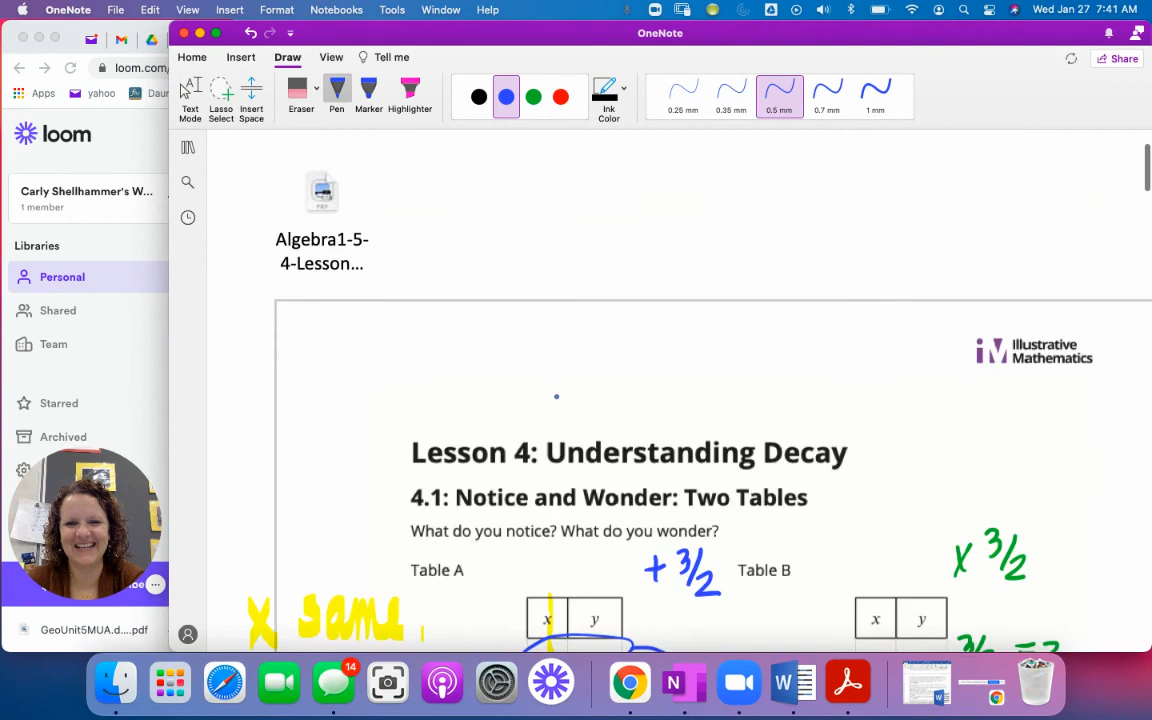 OneNote File Edit View Insert Format Notebooks Tools Window Help Wed Jan 27 7:41 AM
OneNote
loom.com/
Home Insert Draw View Tell me Share
Apps yahoo Daur
Text Mode
Lasso Select
Insert Space
Eraser
Pen
Marker
Highlighter
Ink Color
0.25 mm 0.35 mm 0.5 mm 0.7 mm 1 mm
loom
Carly Shellhammer's W...
1 member
Libraries
Personal
Shared
Team
Starred
Archived
GeoUnit5MUA.d....pdf
PDF
Algebra1-5-
4-Lesson...
Illustrative
Mathematics
Lesson 4: Understanding Decay
4.1: Notice and Wonder: Two Tables
What do you notice? What do you wonder?
Table A
+ 3/2
Table B
x 3/2
x same
x y
x y
14